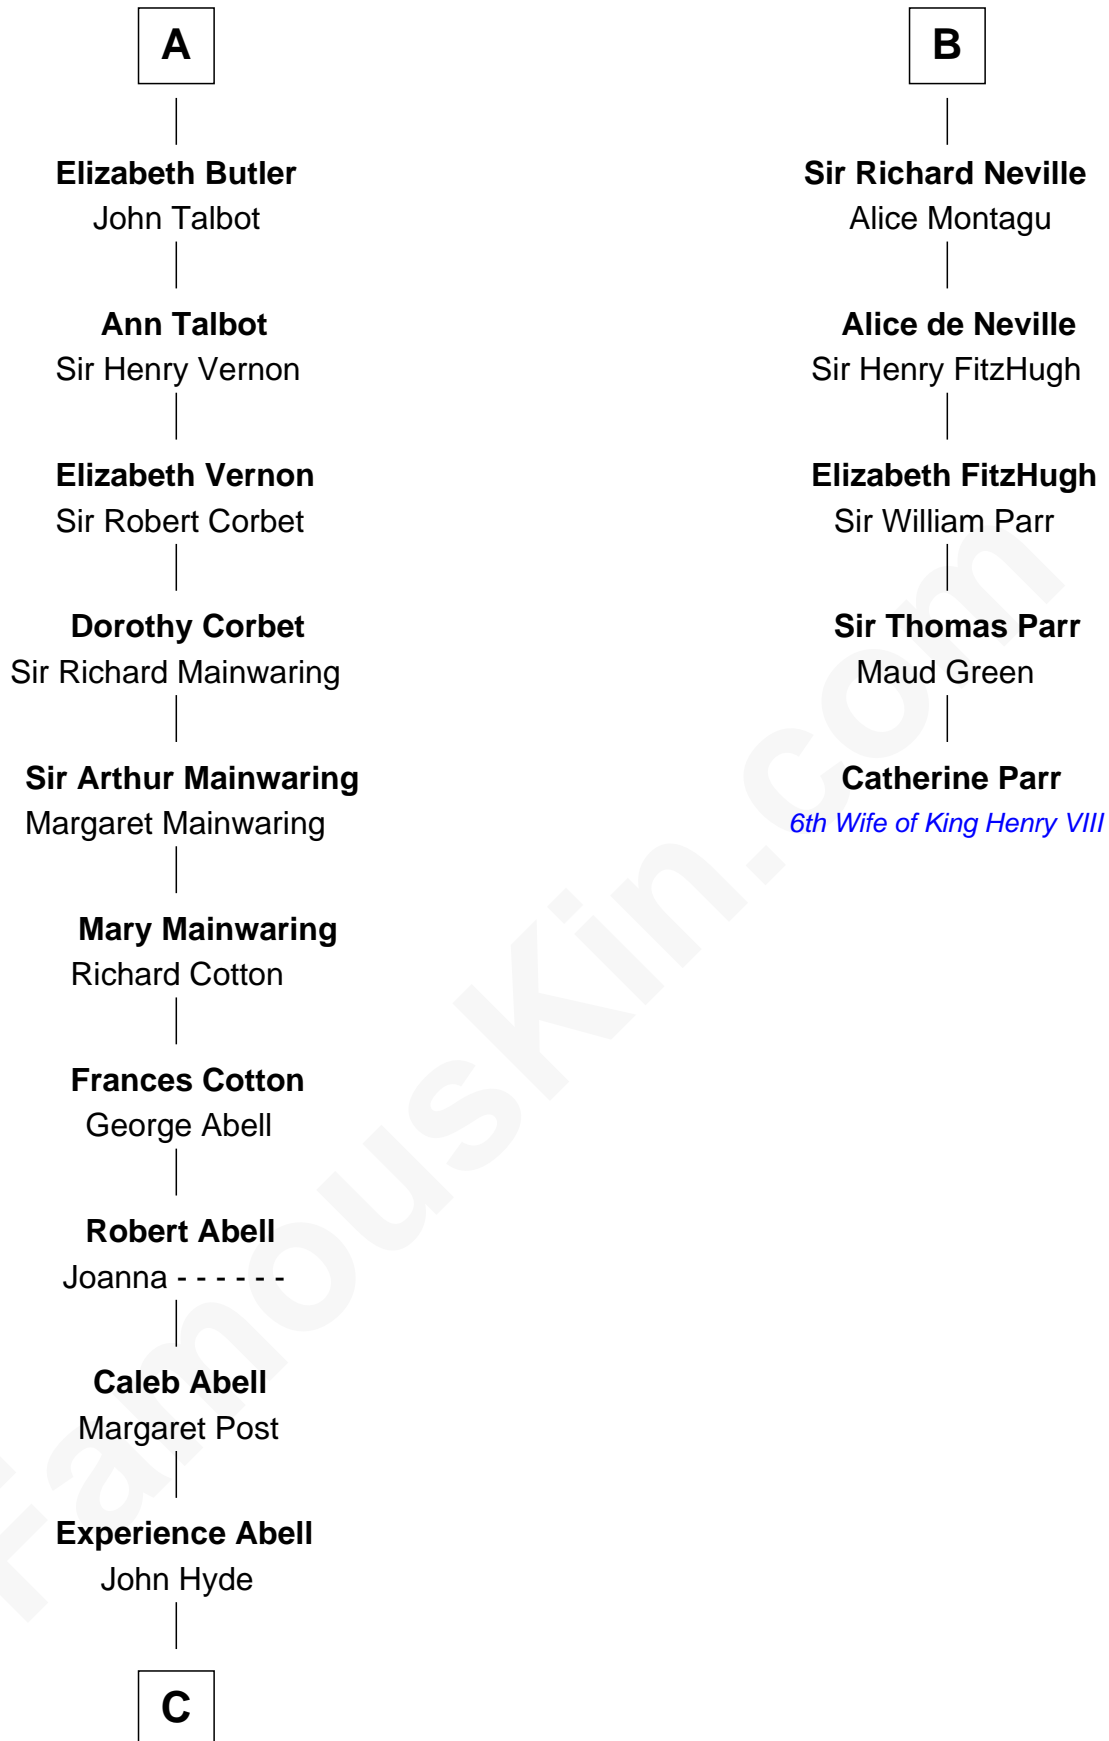 A
Elizabeth Butler
John Talbot
Ann Talbot
Sir Henry Vernon
Elizabeth Vernon
Sir Robert Corbet
Dorothy Corbet
Sir Richard Mainwaring
Sir Arthur Mainwaring
Margaret Mainwaring
Mary Mainwaring
Richard Cotton
Frances Cotton
George Abell
Robert Abell
Joanna - - - - - -
Caleb Abell
Margaret Post
Experience Abell
John Hyde
C
B
Sir Richard Neville
Alice Montagu
Alice de Neville
Sir Henry FitzHugh
Elizabeth FitzHugh
Sir William Parr
Sir Thomas Parr
Maud Green
Catherine Parr
6th Wife of King Henry VIII
FamousKin.com